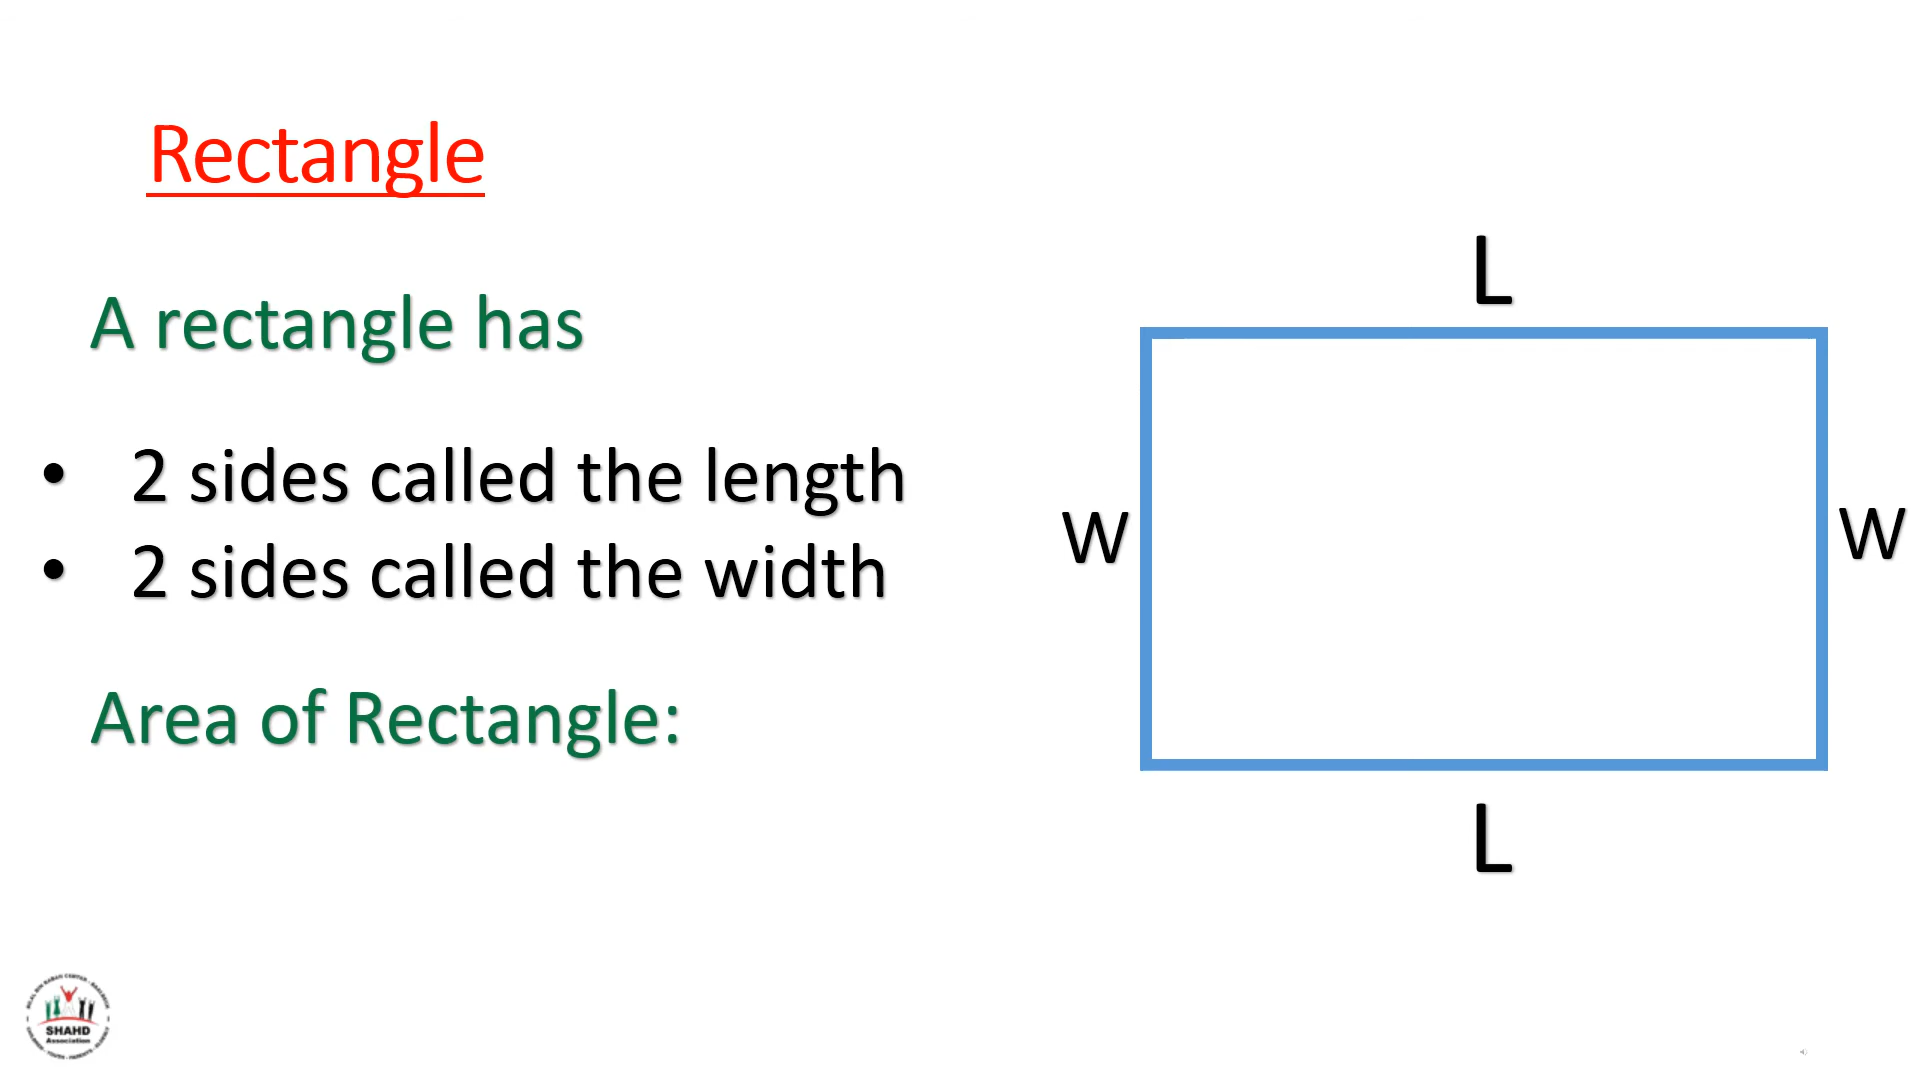 Rectangle
A rectangle has
• 2 sides called the length
• 2 sides called the width
Area of Rectangle:
L
W
W
L
SHAHD
Association